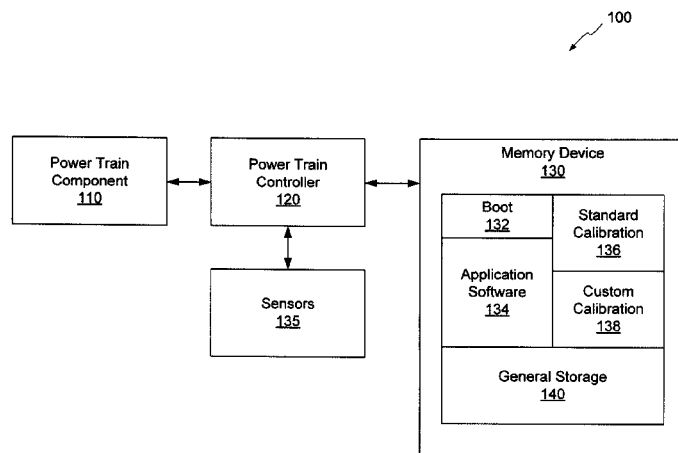 100
Power Train
Component
110
Power Train
Controller
120
Sensors
135
Memory Device
130
Boot
132
Standard
Calibration
136
Application
Software
134
Custom
Calibration
138
General Storage
140